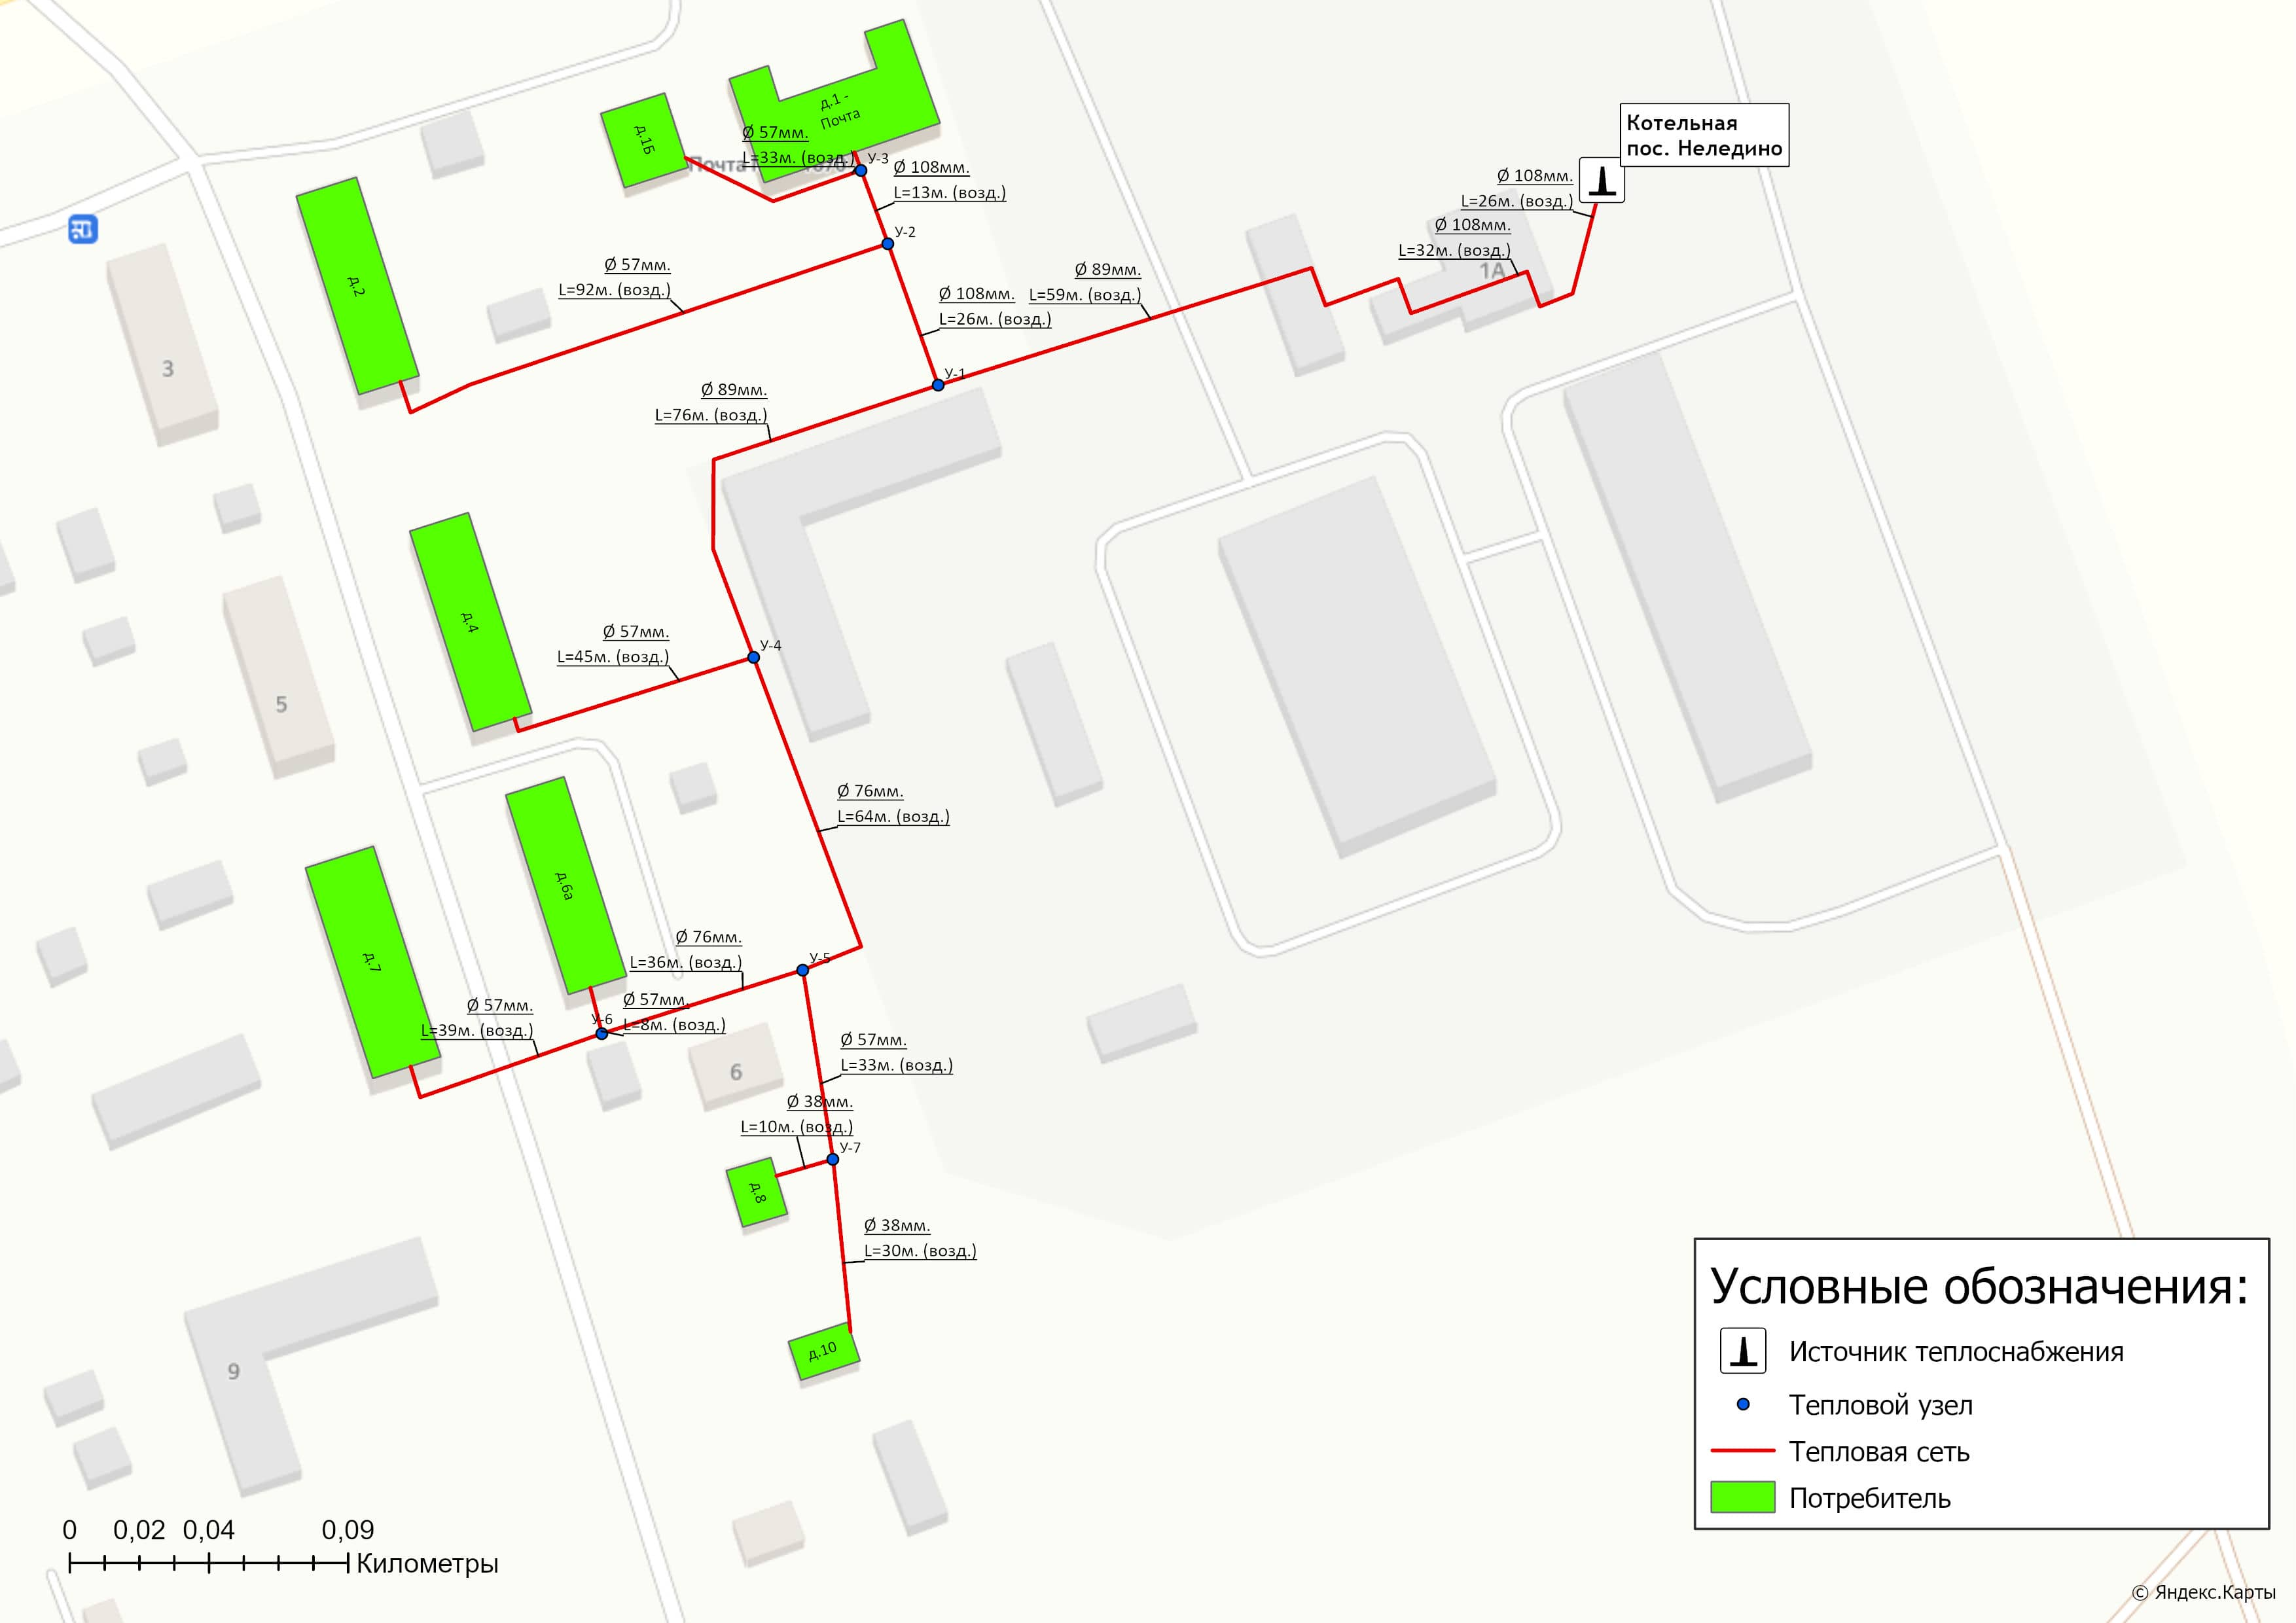 д.1 -
Почта
д.1Б
Ø 57мм.
L=33м. (возд.)
У-3
Ø 108мм.
L=13м. (возд.)
Котельная
пос. Неледино
Ø 108мм.
L=26м. (возд.)
Ø 108мм.
L=32м. (возд.)
1А
У-2
д.2
Ø 57мм.
L=92м. (возд.)
Ø 89мм.
L=59м. (возд.)
Ø 108мм.
L=26м. (возд.)
3
У-1
Ø 89мм.
L=76м. (возд.)
д.4
Ø 57мм.
L=45м. (возд.)
У-4
5
Ø 76мм.
L=64м. (возд.)
д.6а
д.7
Ø 76мм.
L=36м. (возд.)
У-5
Ø 57мм.
L=39м. (возд.)
У-6
Ø 57мм.
L=8м. (возд.)
6
Ø 57мм.
L=33м. (возд.)
Ø 38мм.
L=10м. (возд.)
У-7
д.8
Ø 38мм.
L=30м. (возд.)
д.10
9
Условные обозначения:
Источник теплоснабжения
Тепловой узел
Тепловая сеть
Потребитель
0 0,02 0,04 0,09
Километры
© Яндекс.Карты